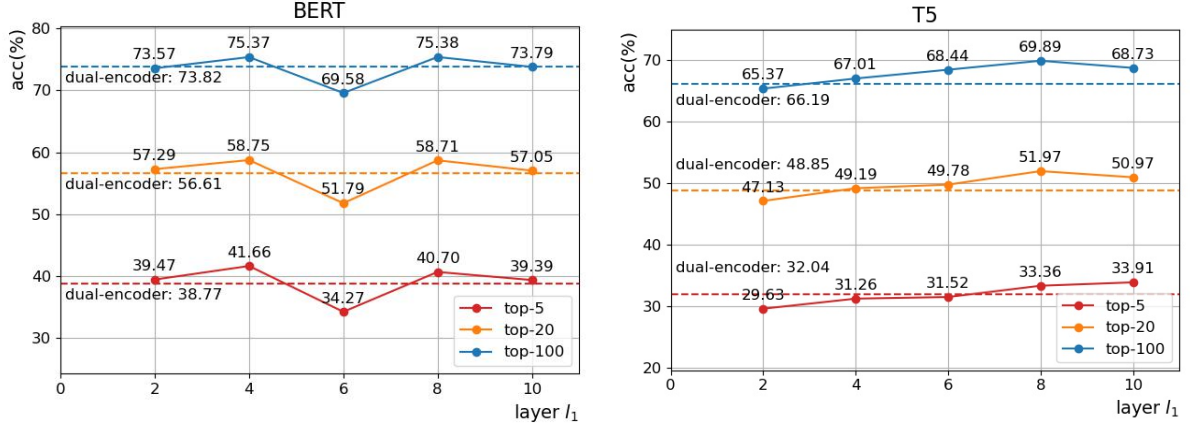 BERT
acc(%)
80
70
60
50
40
30
73.57
75.37
69.58
75.38
73.79
dual-encoder: 73.82
57.29
58.75
51.79
58.71
57.05
dual-encoder: 56.61
39.47
41.66
34.27
40.70
39.39
dual-encoder: 38.77
top-5
top-20
top-100
0 2 4 6 8 10
layer l₁
T5
acc(%)
70
60
50
40
30
20
65.37
67.01
68.44
69.89
68.73
dual-encoder: 66.19
dual-encoder: 48.85
47.13
49.19
49.78
51.97
50.97
dual-encoder: 32.04
29.63
31.26
31.52
33.36
33.91
top-5
top-20
top-100
0 2 4 6 8 10
layer l₁